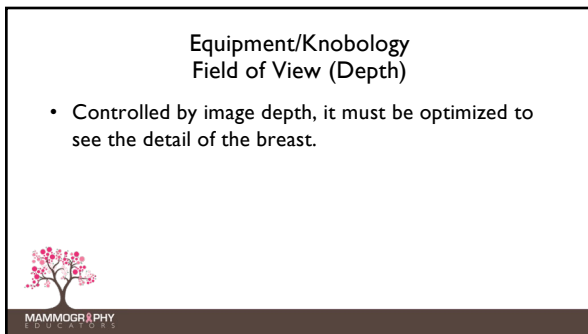 Equipment/Knobology
Field of View (Depth)
• Controlled by image depth, it must be optimized to
see the detail of the breast.
MAMMOGRAPHY
EDUCATORS